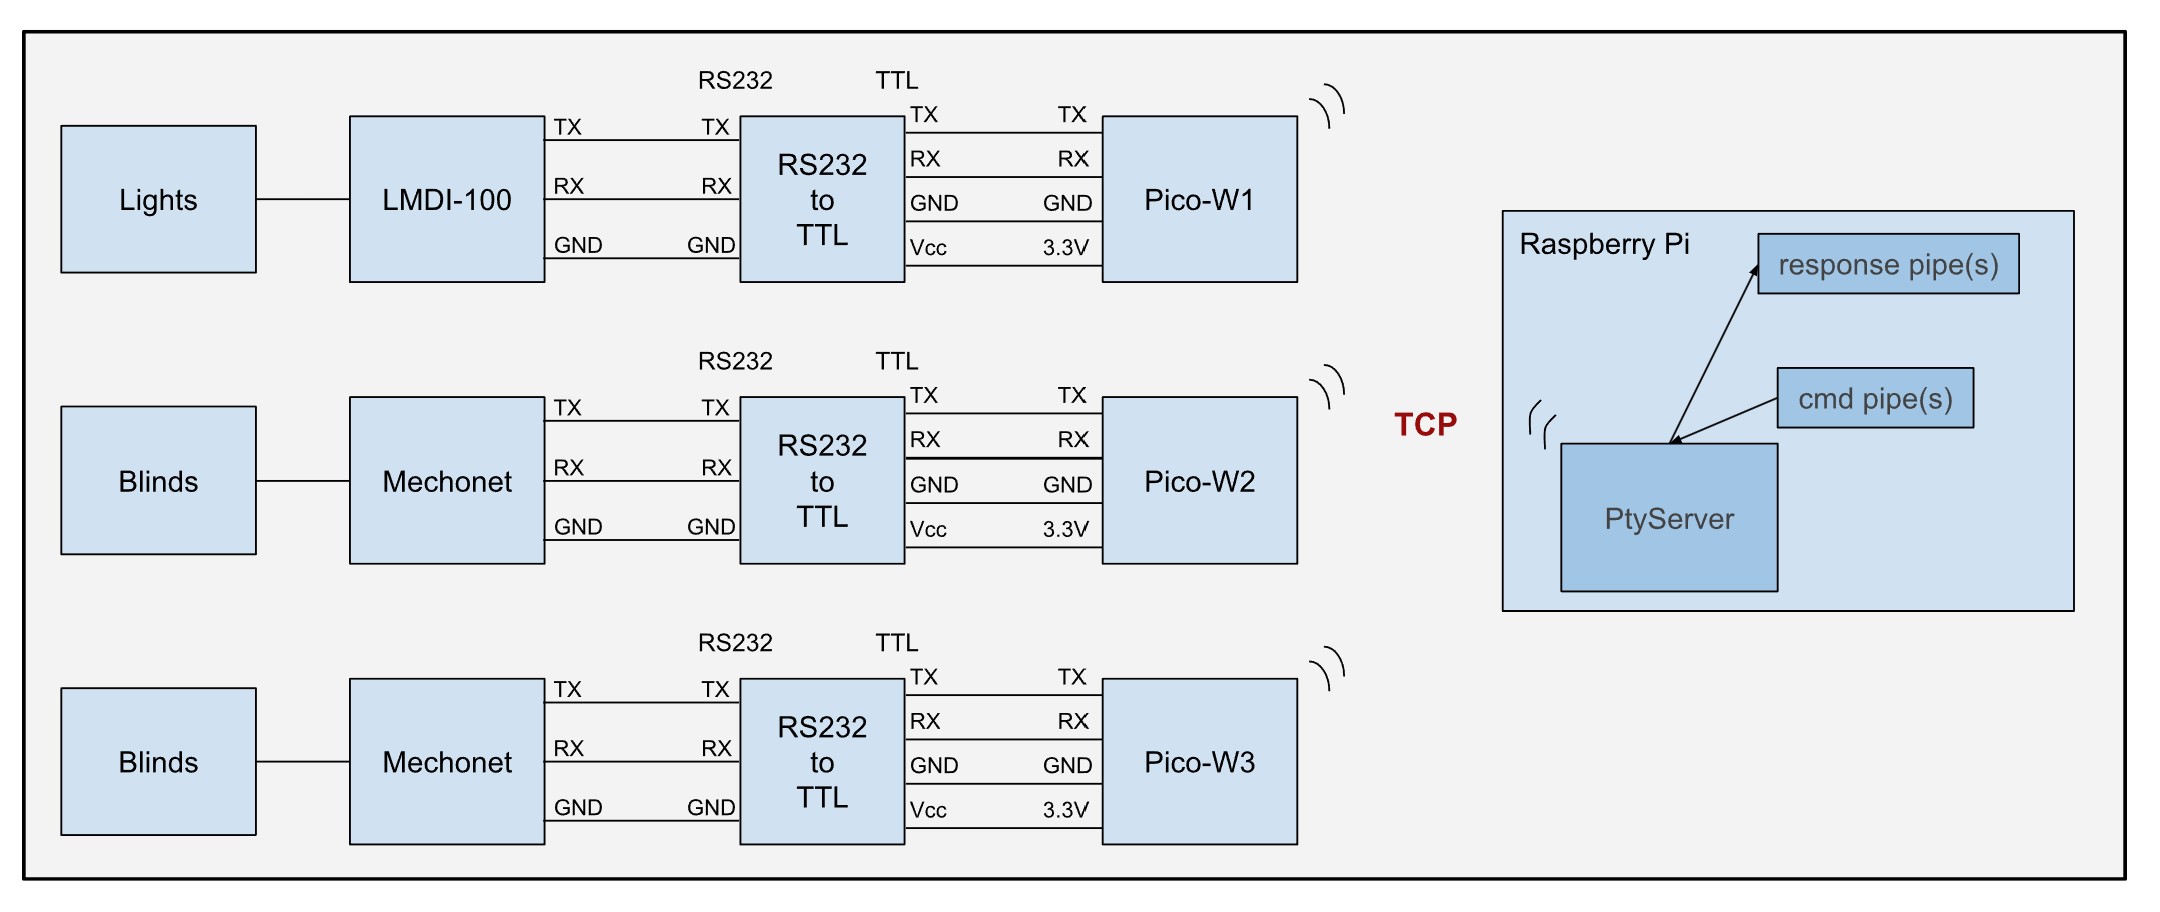 RS232 TTL
TX TX TX TX
RX RX RX RX
GND GND GND GND
Vcc 3.3V
Lights
LMDI-100
RS232
to
TTL
Pico-W1
RS232 TTL
TX TX TX TX
RX RX RX RX
GND GND GND GND
Vcc 3.3V
Blinds
Mechonet
RS232
to
TTL
Pico-W2
RS232 TTL
TX TX TX TX
RX RX RX RX
GND GND GND GND
Vcc 3.3V
Blinds
Mechonet
RS232
to
TTL
Pico-W3
TCP
Raspberry Pi
response pipe(s)
cmd pipe(s)
PtyServer